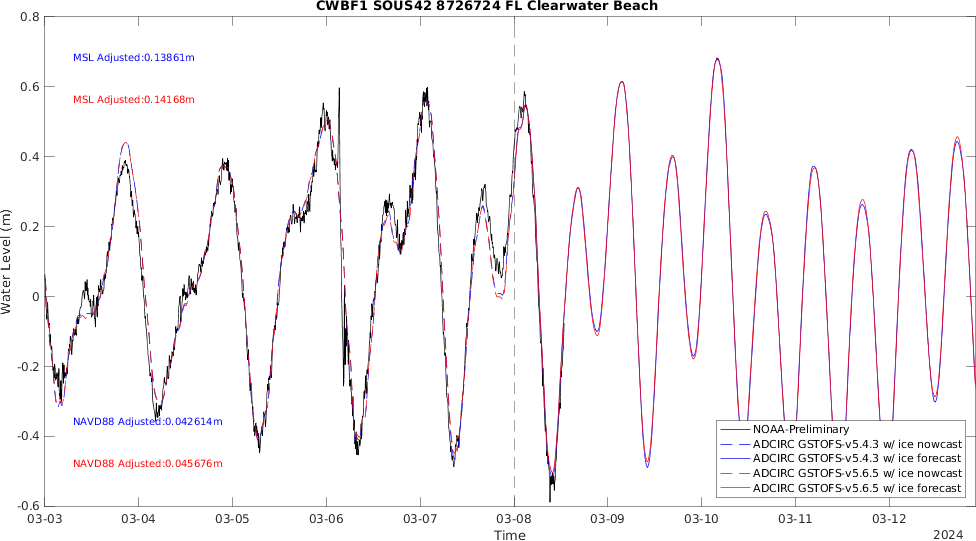 CWBF1 SOUS42 8726724 FL Clearwater Beach
0.8
0.6
0.4
0.2
0
-0.2
-0.4
-0.6
Water Level (m)
MSL Adjusted:0.13861m
MSL Adjusted:0.14168m
NAVD88 Adjusted:0.042614m
NAVD88 Adjusted:0.045676m
NOAA-Preliminary
ADCIRC GSTOFS-v5.4.3 w/ ice nowcast
ADCIRC GSTOFS-v5.4.3 w/ ice forecast
ADCIRC GSTOFS-v5.6.5 w/ ice nowcast
ADCIRC GSTOFS-v5.6.5 w/ ice forecast
03-03 03-04 03-05 03-06 03-07 03-08 03-09 03-10 03-11 03-12
Time
2024